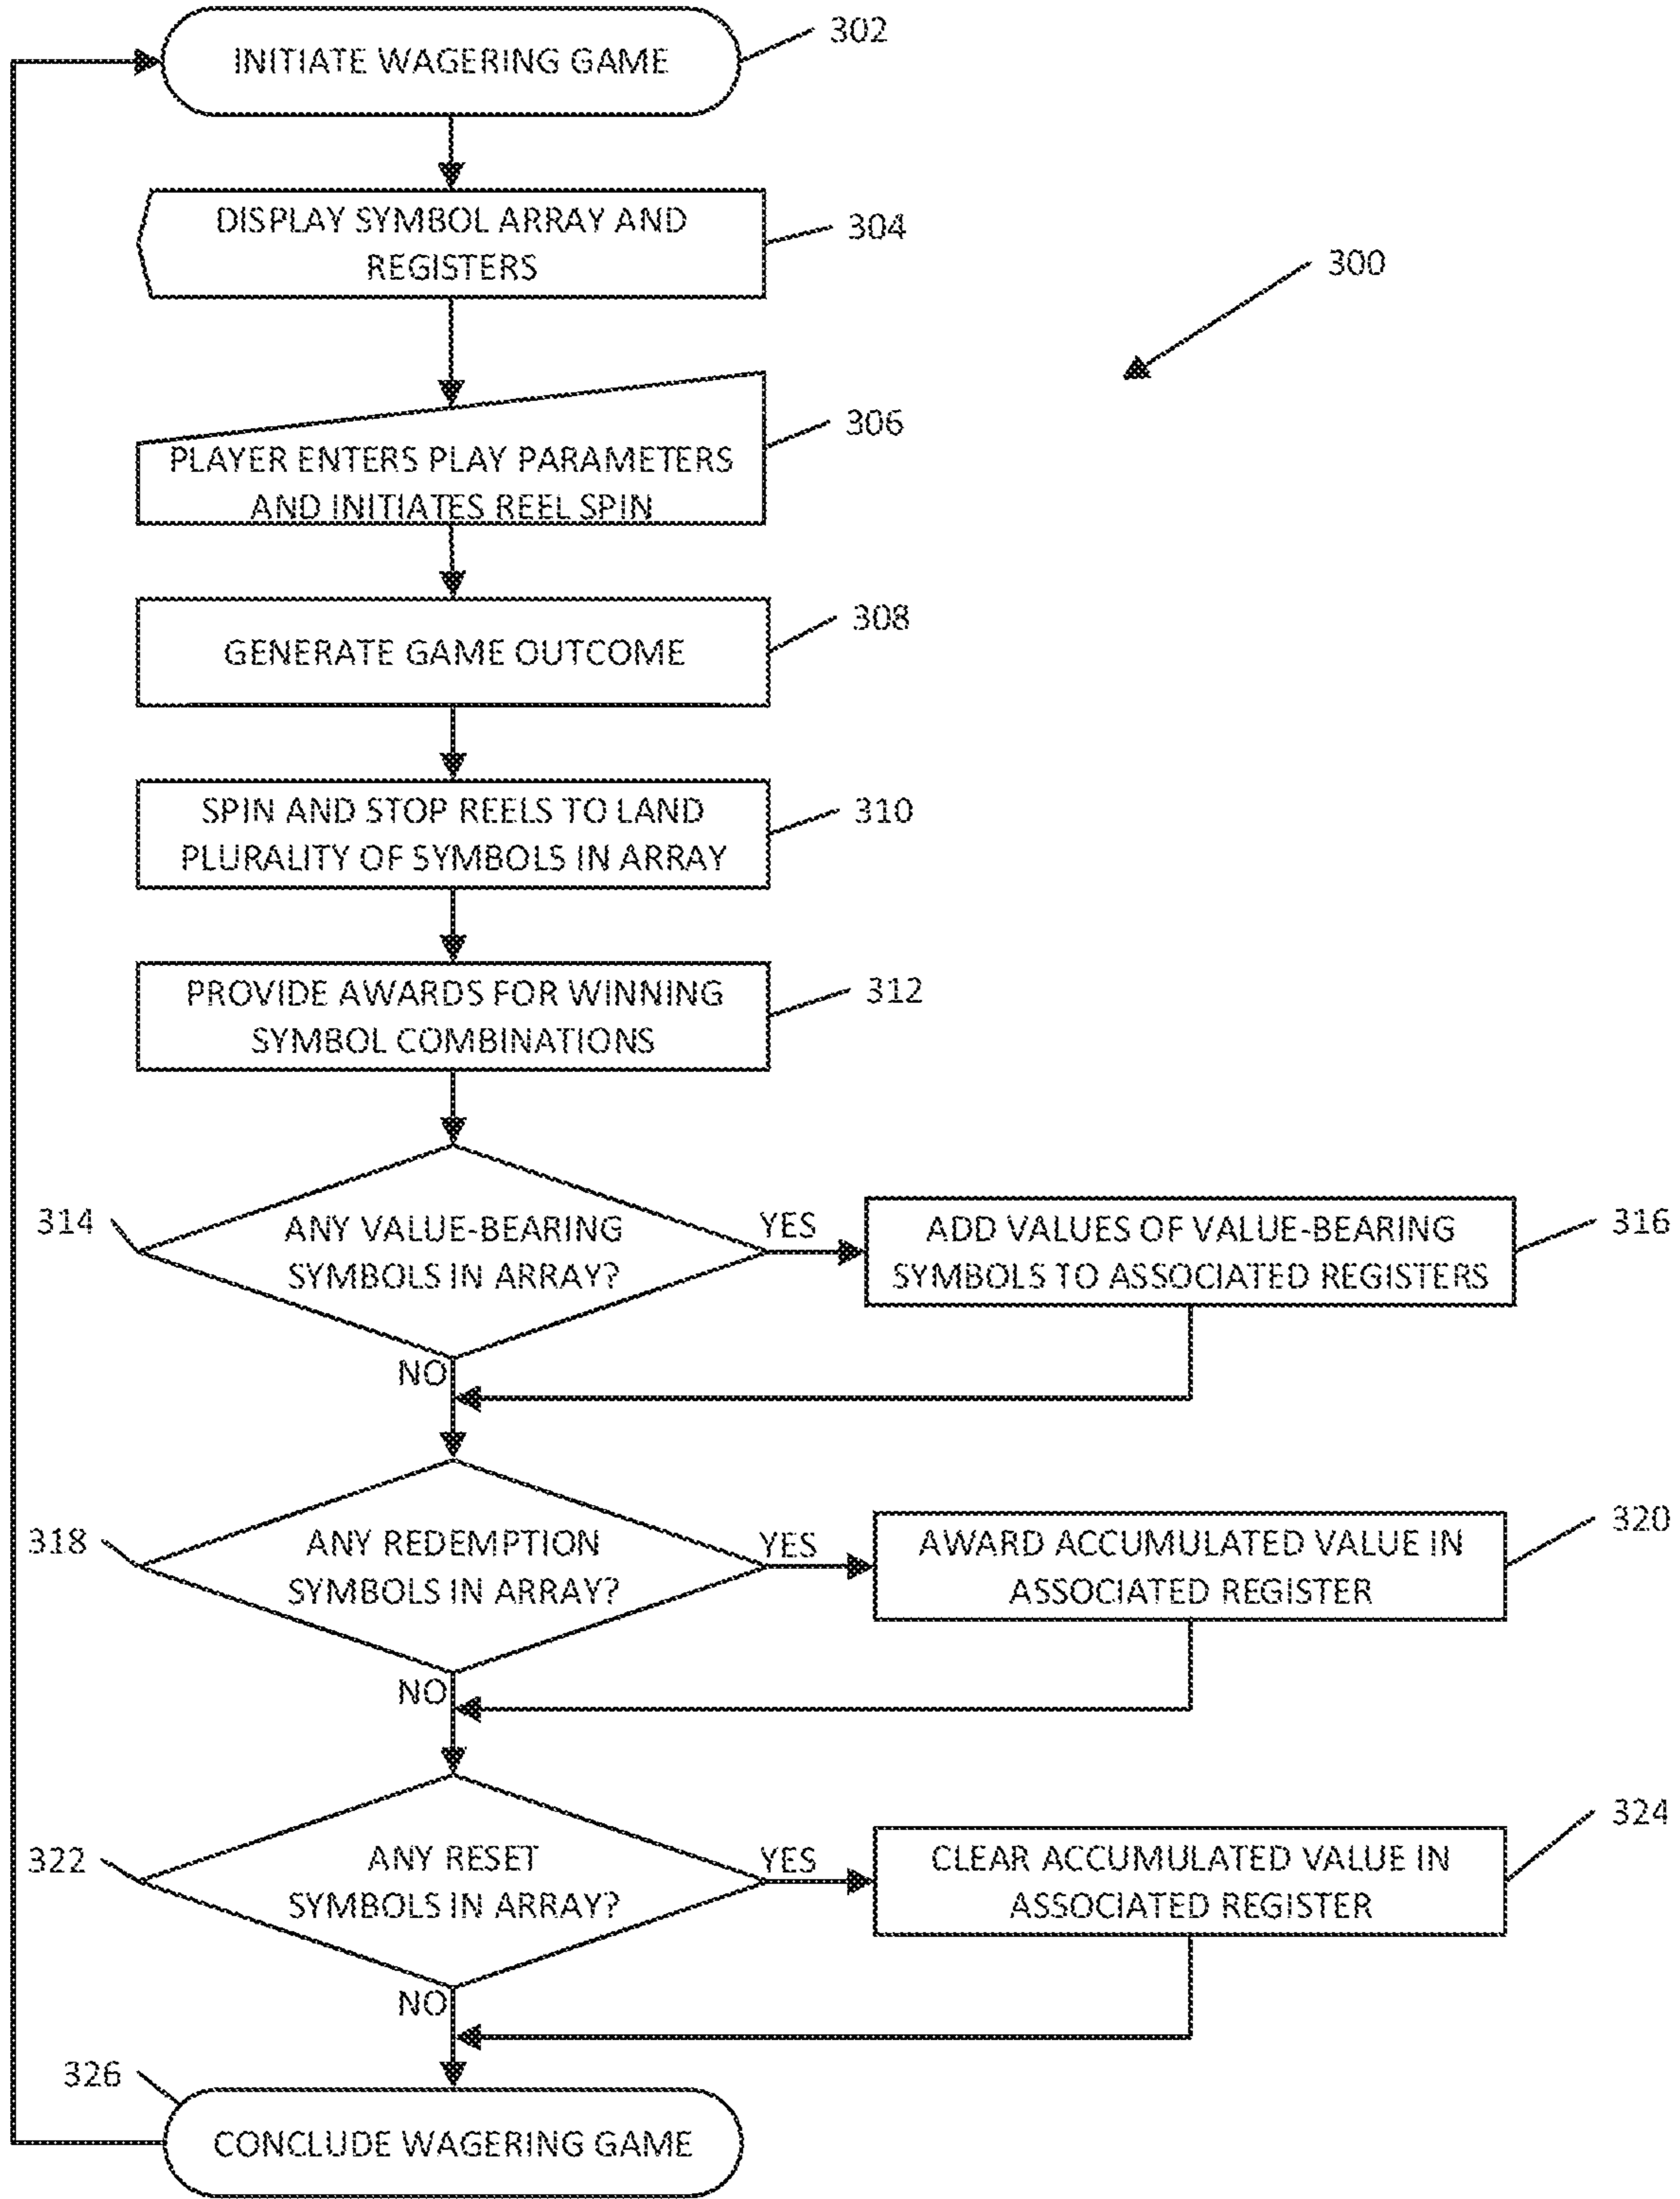 INITIATE WAGERING GAME
302
DISPLAY SYMBOL ARRAY AND
REGISTERS
304
300
PLAYER ENTERS PLAY PARAMETERS
AND INITIATES REEL SPIN
306
GENERATE GAME OUTCOME
308
SPIN AND STOP REELS TO LAND
PLURALITY OF SYMBOLS IN ARRAY
310
PROVIDE AWARDS FOR WINNING
SYMBOL COMBINATIONS
312
314
ANY VALUE-BEARING
SYMBOLS IN ARRAY?
YES
ADD VALUES OF VALUE-BEARING
SYMBOLS TO ASSOCIATED REGISTERS
316
NO
318
ANY REDEMPTION
SYMBOLS IN ARRAY?
YES
AWARD ACCUMULATED VALUE IN
ASSOCIATED REGISTER
320
NO
322
ANY RESET
SYMBOLS IN ARRAY?
YES
CLEAR ACCUMULATED VALUE IN
ASSOCIATED REGISTER
324
NO
326
CONCLUDE WAGERING GAME